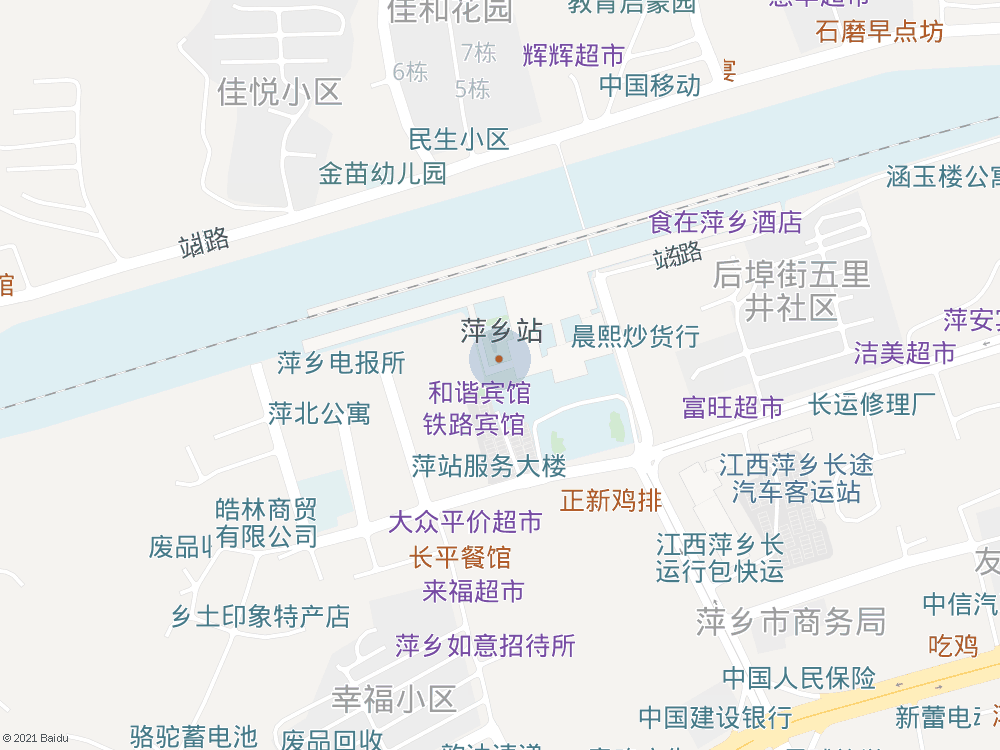 佳和花园
教育启蒙园
石磨早点坊
7栋
辉辉超市
6栋
5栋
中国移动
佳悦小区
民生小区
金苗幼儿园
涵玉楼公寓
食在萍乡酒店
站路
站路
后埠街五里
井社区
馆
萍乡站
晨熙炒货行
萍乡电报所
洁美超市
和谐宾馆
萍北公寓
富旺超市
长运修理厂
铁路宾馆
萍站服务大楼
江西萍乡长途
汽车客运站
正新鸡排
皓林商贸
有限公司
大众平价超市
废品
长平餐馆
江西萍乡长
运行包快运
友
来福超市
中信汽
乡土印象特产店
萍乡市商务局
萍乡如意招待所
吃鸡
中国人民保险
幸福小区
中国建设银行
新蕾电动
骆驼蓄电池
废品回收
© 2021 Baidu